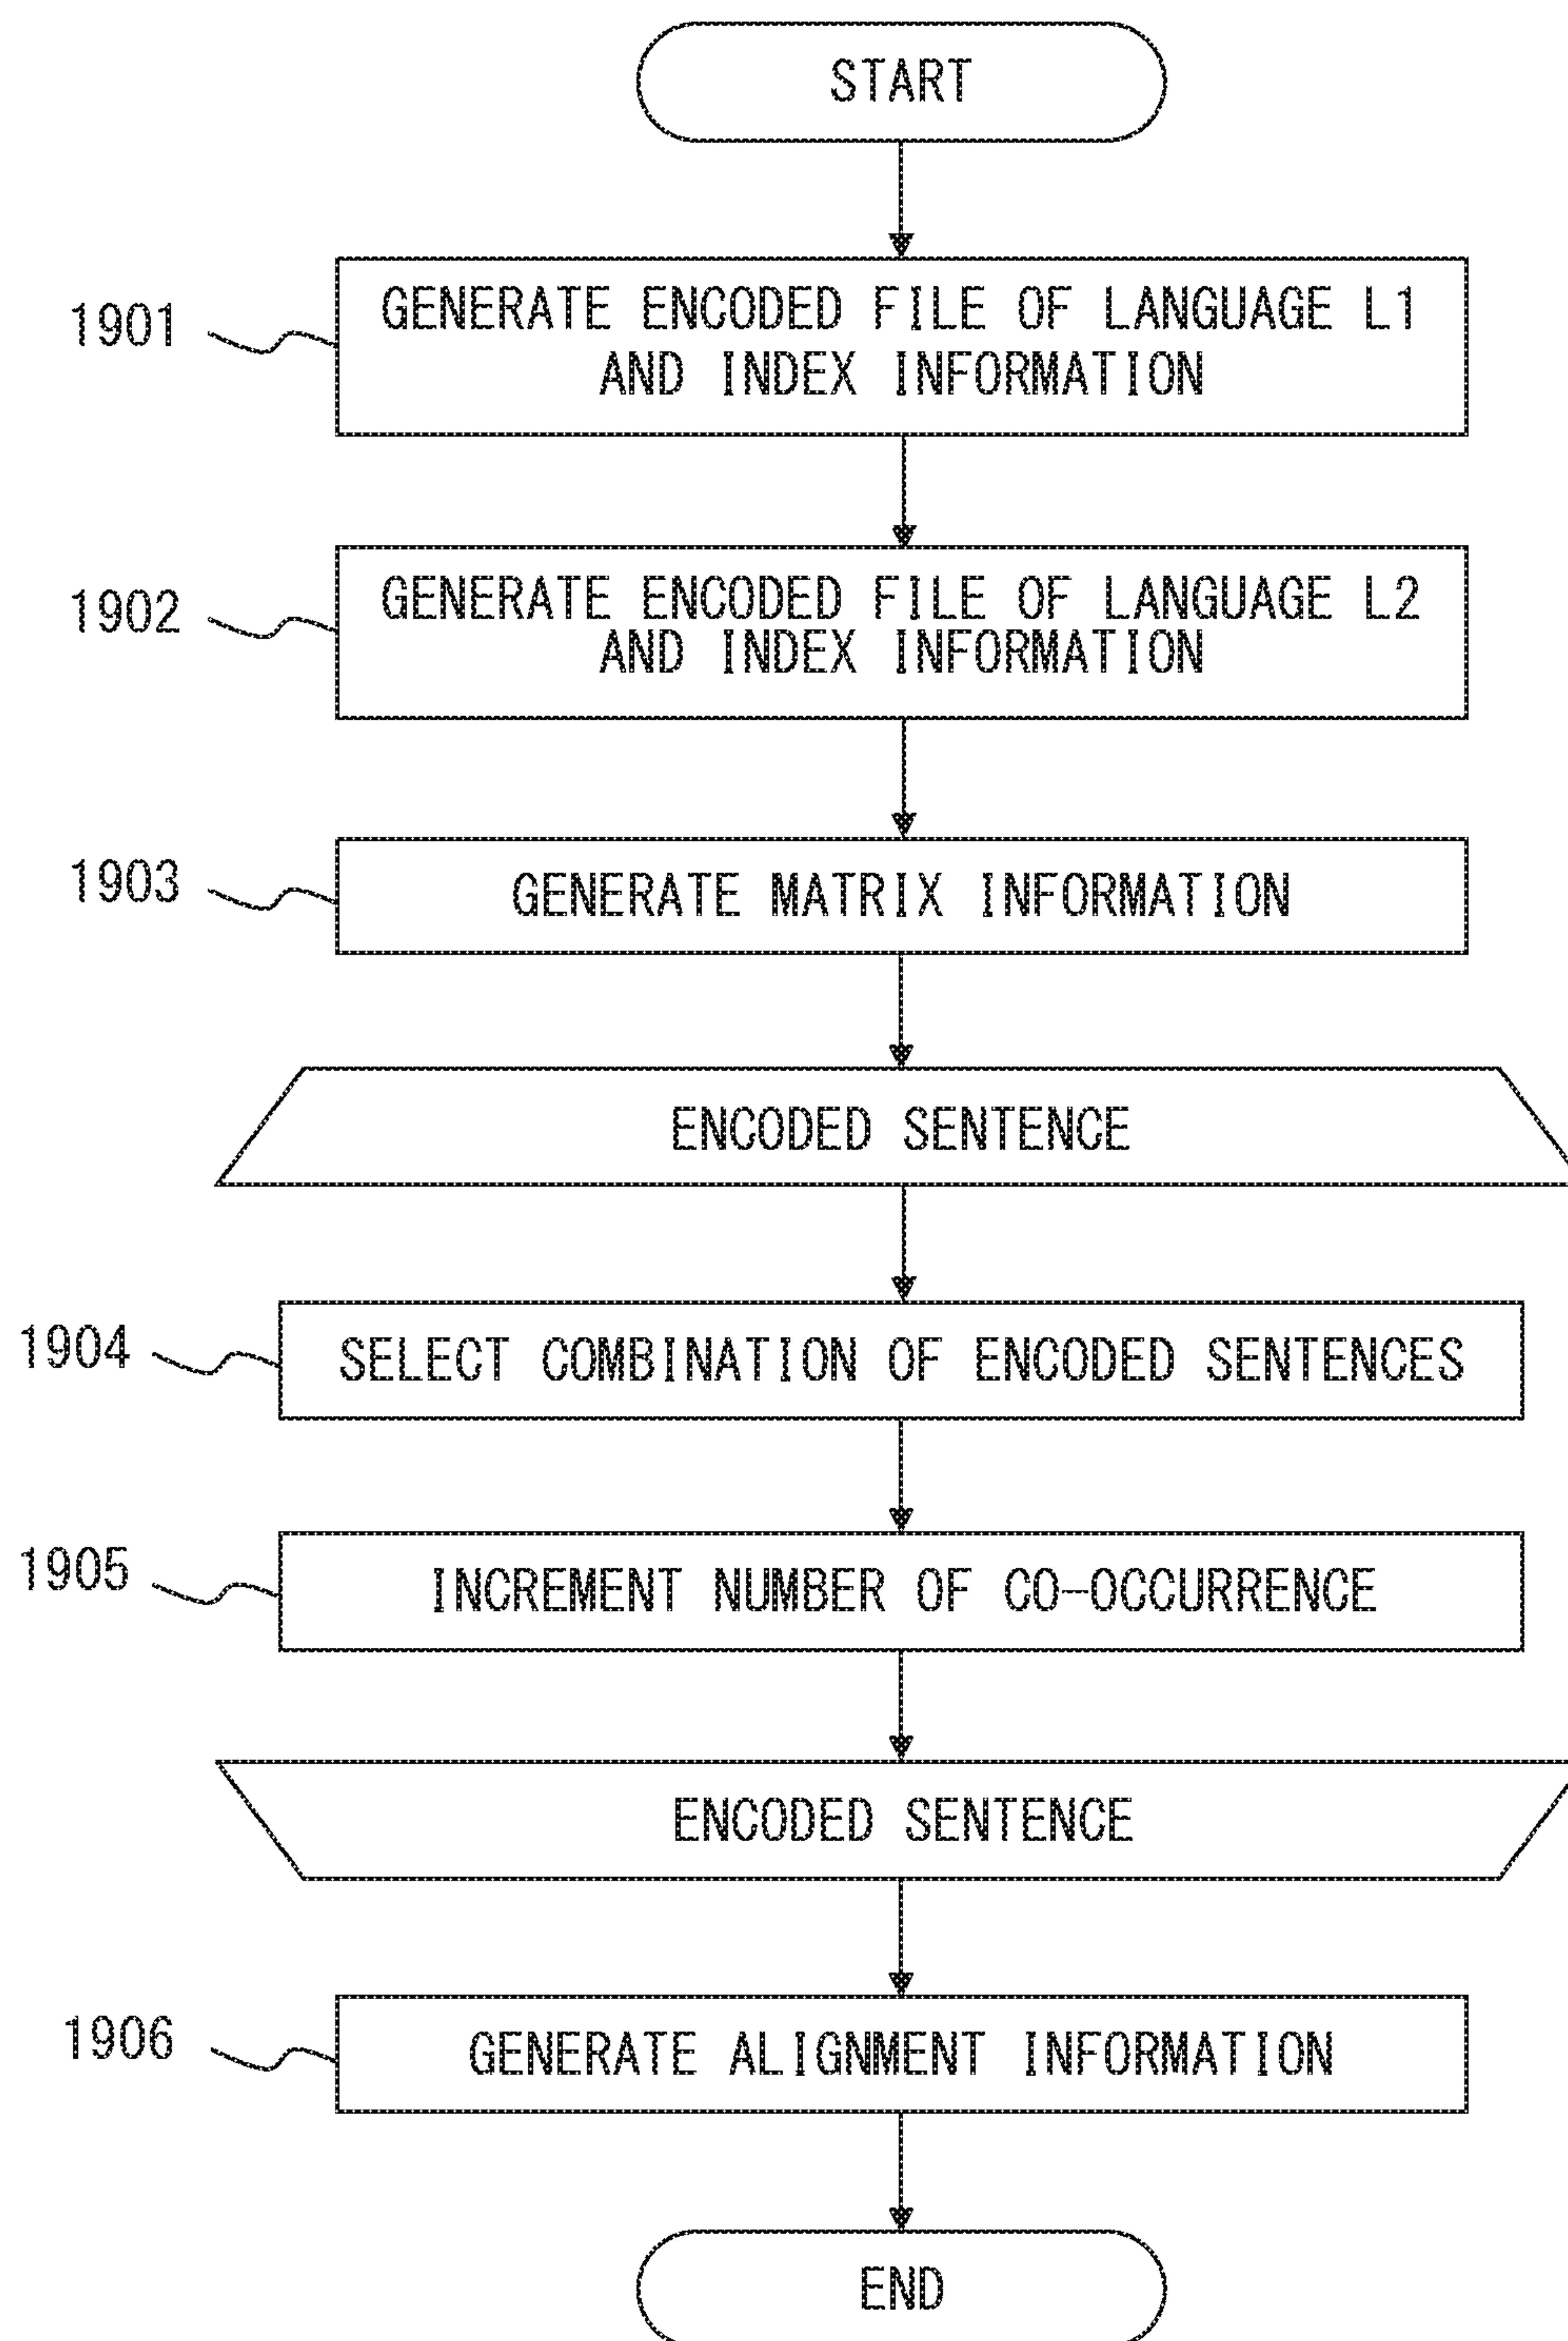 START
1901
GENERATE ENCODED FILE OF LANGUAGE L1
AND INDEX INFORMATION
1902
GENERATE ENCODED FILE OF LANGUAGE L2
AND INDEX INFORMATION
1903
GENERATE MATRIX INFORMATION
ENCODED SENTENCE
1904
SELECT COMBINATION OF ENCODED SENTENCES
1905
INCREMENT NUMBER OF CO-OCCURRENCE
ENCODED SENTENCE
1906
GENERATE ALIGNMENT INFORMATION
END